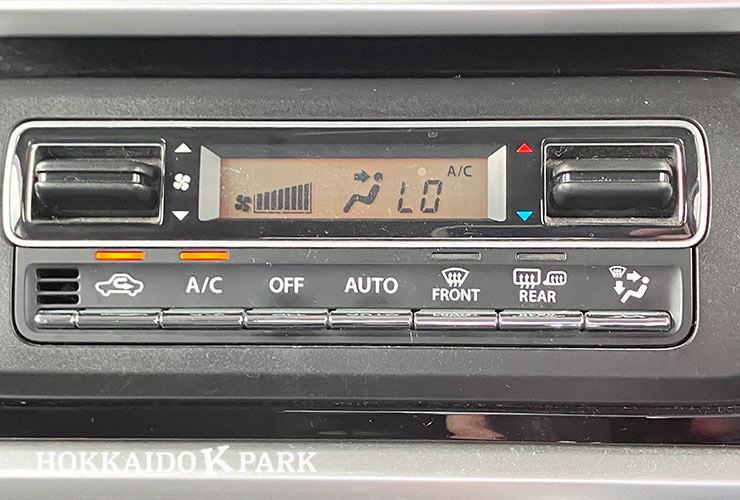 A/C
LO
A/C
OFF
AUTO
FRONT
REAR
HOKKAIDO K PARK